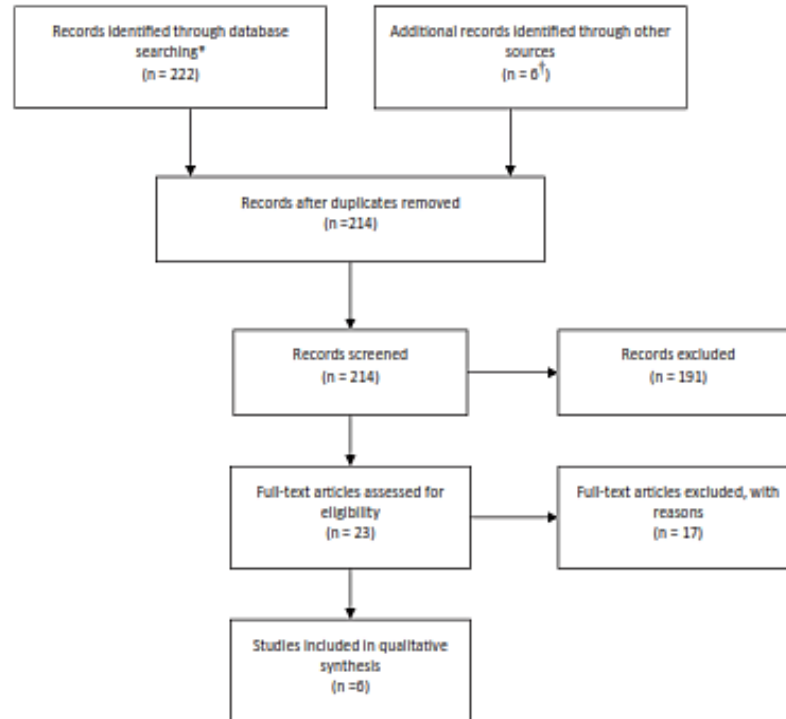 Records identified through database
searching*
(n = 222)
Additional records identified through other
sources
(n = 6†)
Records after duplicates removed
(n =214)
Records screened
(n = 214)
Records excluded
(n = 191)
Full-text articles assessed for
eligibility
(n = 23)
Full-text articles excluded, with
reasons
(n = 17)
Studies included in qualitative
synthesis
(n =6)